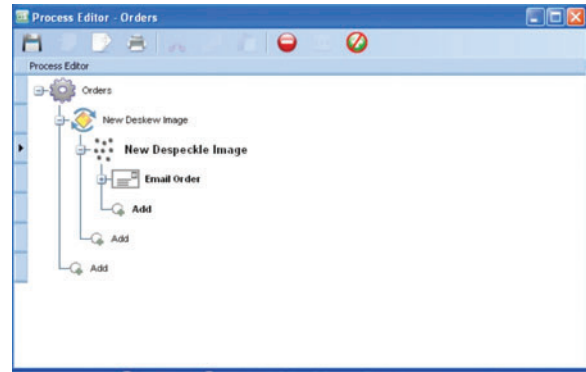 Process Editor - Orders
Process Editor
Orders
New Deskew Image
New Despeckle Image
Email Order
Add
Add
Add